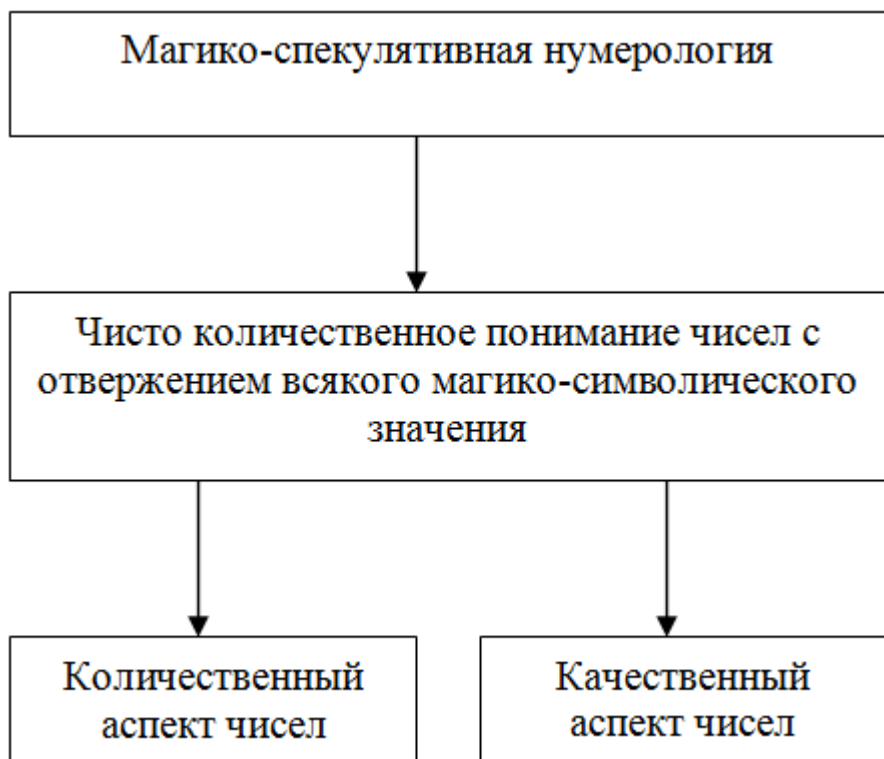 Магико-спекулятивная нумерология
Чисто количественное понимание чисел с
отвержением всякого магико-символического
значения
Количественный
аспект чисел
Качественный
аспект чисел